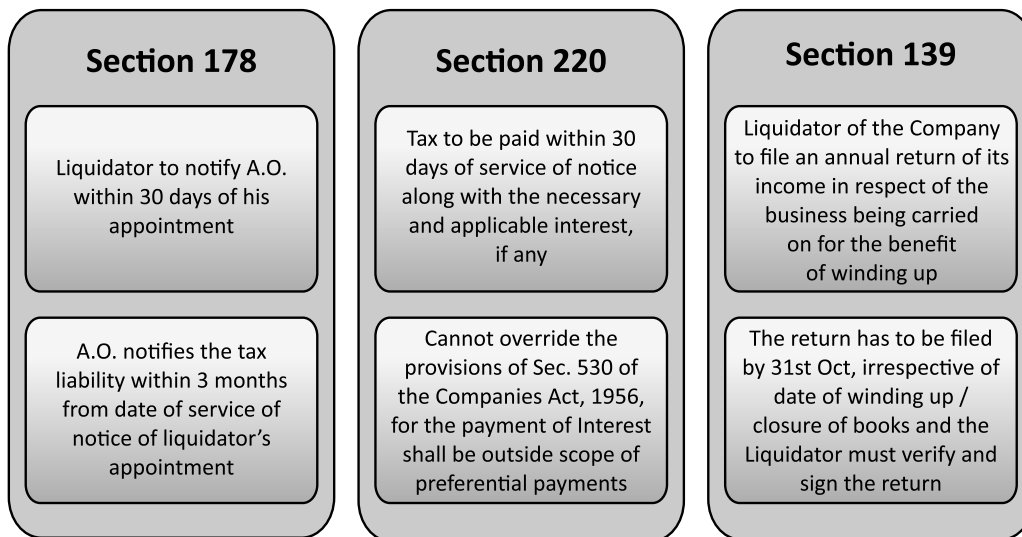 Section 178
Liquidator to notify A.O.
within 30 days of his
appointment
A.O. notifies the tax
liability within 3 months
from date of service of
notice of liquidator’s
appointment
Section 220
Tax to be paid within 30
days of service of notice
along with the necessary
and applicable interest,
if any
Cannot override the
provisions of Sec. 530 of
the Companies Act, 1956,
for the payment of Interest
shall be outside scope of
preferential payments
Section 139
Liquidator of the Company
to file an annual return of its
income in respect of the
business being carried
on for the benefit
of winding up
The return has to be filed
by 31st Oct, irrespective of
date of winding up /
closure of books and the
Liquidator must verify and
sign the return